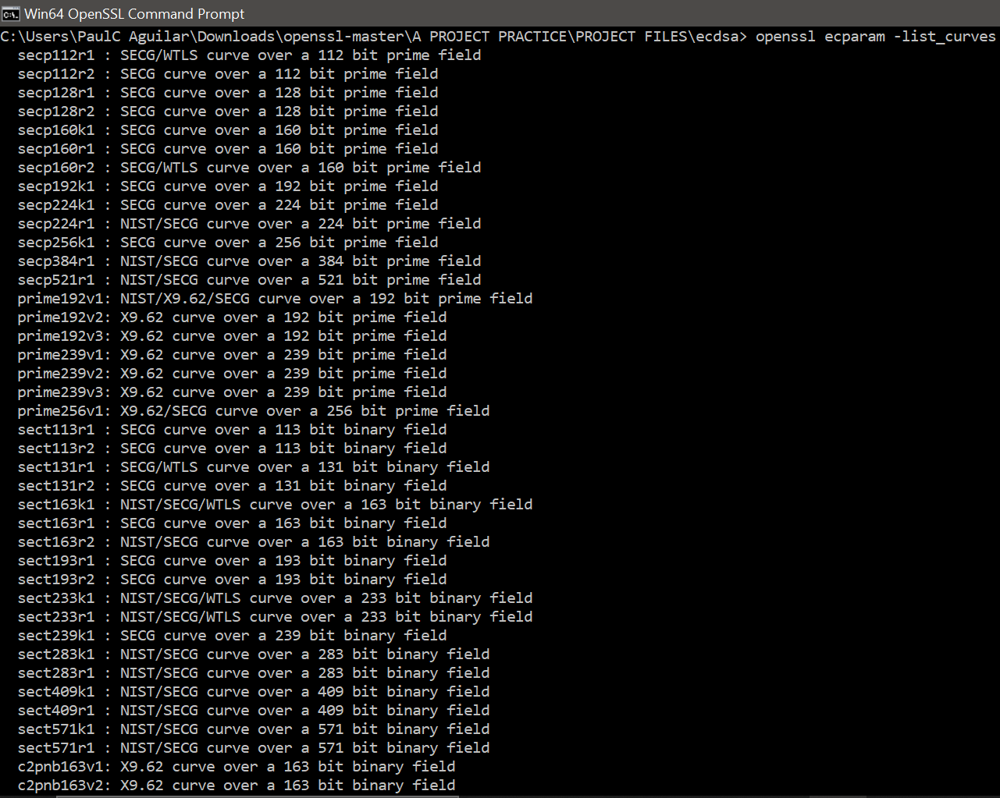 Win64 OpenSSL Command Prompt
C:\Users\PaulC Aguilar\Downloads\openssl-master\A PROJECT PRACTICE\PROJECT FILES\ecdsa> openssl ecparam -list_curves
  secp112r1 : SECG/WTLS curve over a 112 bit prime field
  secp112r2 : SECG curve over a 112 bit prime field
  secp128r1 : SECG curve over a 128 bit prime field
  secp128r2 : SECG curve over a 128 bit prime field
  secp160k1 : SECG curve over a 160 bit prime field
  secp160r1 : SECG curve over a 160 bit prime field
  secp160r2 : SECG/WTLS curve over a 160 bit prime field
  secp192k1 : SECG curve over a 192 bit prime field
  secp224k1 : SECG curve over a 224 bit prime field
  secp224r1 : NIST/SECG curve over a 224 bit prime field
  secp256k1 : SECG curve over a 256 bit prime field
  secp384r1 : NIST/SECG curve over a 384 bit prime field
  secp521r1 : NIST/SECG curve over a 521 bit prime field
  prime192v1: NIST/X9.62/SECG curve over a 192 bit prime field
  prime192v2: X9.62 curve over a 192 bit prime field
  prime192v3: X9.62 curve over a 192 bit prime field
  prime239v1: X9.62 curve over a 239 bit prime field
  prime239v2: X9.62 curve over a 239 bit prime field
  prime239v3: X9.62 curve over a 239 bit prime field
  prime256v1: X9.62/SECG curve over a 256 bit prime field
  sect113r1 : SECG curve over a 113 bit binary field
  sect113r2 : SECG curve over a 113 bit binary field
  sect131r1 : SECG/WTLS curve over a 131 bit binary field
  sect131r2 : SECG curve over a 131 bit binary field
  sect163k1 : NIST/SECG/WTLS curve over a 163 bit binary field
  sect163r1 : SECG curve over a 163 bit binary field
  sect163r2 : NIST/SECG curve over a 163 bit binary field
  sect193r1 : SECG curve over a 193 bit binary field
  sect193r2 : SECG curve over a 193 bit binary field
  sect233k1 : NIST/SECG/WTLS curve over a 233 bit binary field
  sect233r1 : NIST/SECG/WTLS curve over a 233 bit binary field
  sect239k1 : SECG curve over a 239 bit binary field
  sect283k1 : NIST/SECG curve over a 283 bit binary field
  sect283r1 : NIST/SECG curve over a 283 bit binary field
  sect409k1 : NIST/SECG curve over a 409 bit binary field
  sect409r1 : NIST/SECG curve over a 409 bit binary field
  sect571k1 : NIST/SECG curve over a 571 bit binary field
  sect571r1 : NIST/SECG curve over a 571 bit binary field
  c2pnb163v1: X9.62 curve over a 163 bit binary field
  c2pnb163v2: X9.62 curve over a 163 bit binary field